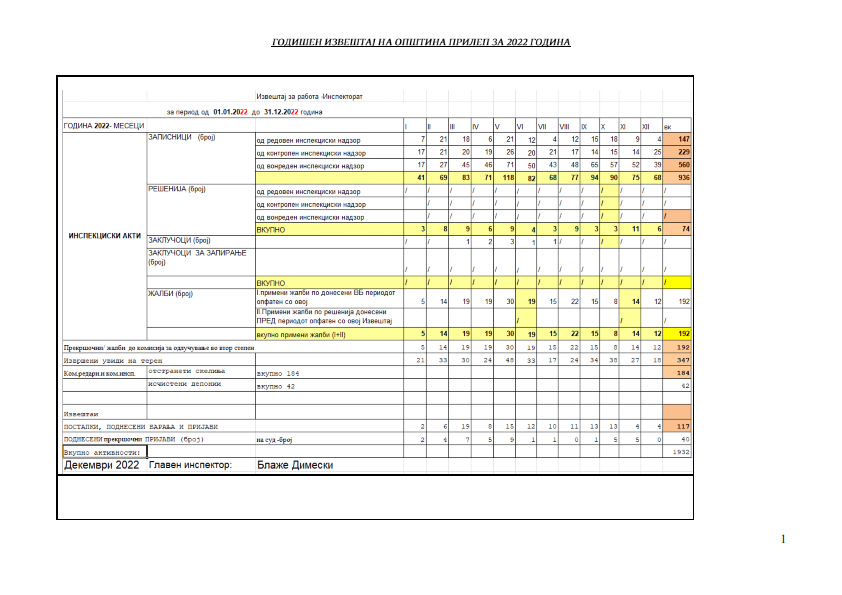 ГОДИШЕН ИЗВЕШТАЈ НА ОПШТИНА ПРИЛЕП ЗА 2022 ГОДИНА
Извештај за работа -Инспекторат
за период од 01.01.2022 до 31.12.2022 година
ГОДИНА 2022- МЕСЕЦИ I II III IV V VI VII VIII IX X XI XII вк
ЗАПИСНИЦИ (број) од редовен инспекциски надзор 7 21 18 6 21 12 4 12 15 18 9 4 147
од контролен инспекциски надзор 17 21 20 19 26 20 21 17 14 15 14 25 229
од вонреден инспекциски надзор 17 27 45 46 71 50 43 48 65 57 52 39 560
41 69 83 71 118 82 68 77 94 90 75 68 936
РЕШЕНИЈА (број) од редовен инспекциски надзор / / / / / / / / / / / / /
од контролен инспекциски надзор / / / / / / / / / / / /
од вонреден инспекциски надзор / / / / / / / / / / / /
ИНСПЕКЦИСКИ АКТИ
ВКУПНО 3 8 9 6 9 4 3 9 3 3 11 6 74
ЗАКЛУЧОЦИ (број) / / 1 2 3 1 1 / / / / / /
ЗАКЛУЧОЦИ ЗА ЗАПИРАЊЕ
(број) / / / / / / / / / / / / /
ВКУПНО / / / / / / / / / / / / /
ЖАЛБИ (број) I.примени жалби по донесени ВБ периодот
опфатен со овој 5 14 19 19 30 19 15 22 15 8 14 12 192
II.Примени жалби по решенија донесени
ПРЕД периодот опфатен со овој Извештај / / /
вкупно примени жалби (I+II) 5 14 19 19 30 19 15 22 15 8 14 12 192
Прекршочни/ жалби до комисија за одлучување во втор степен 5 14 19 19 30 19 15 22 15 8 14 12 192
Извршени увиди на терен 21 33 30 24 48 33 17 24 34 38 27 18 347
Ком.редари.и ком.инсп. отстранети скелиња вкупно 184 184
исчистени депонии вкупно 42 42
Извештаи
ПОСТАПКИ, ПОДНЕСЕНИ БАРАЊА И ПРИЈАВИ 2 6 19 8 15 12 10 11 13 13 4 4 117
ПОДНЕСЕНИ прекршочни ПРИЈАВИ (број) на суд -број 2 4 7 5 9 1 1 0 1 5 5 0 40
Вкупно активности: 1932
Декември 2022 Главен инспектор: Блаже Димески
1